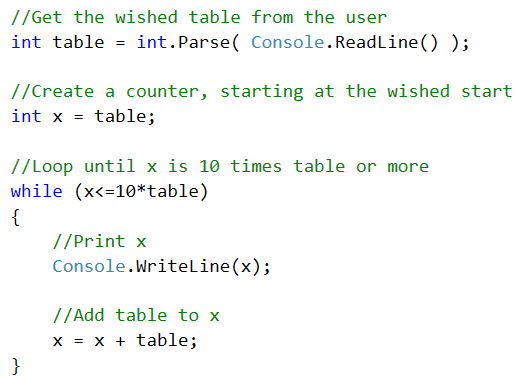 //Get the wished table from the user
int table = int.Parse( Console.ReadLine() );
//Create a counter, starting at the wished start
int x = table;
//Loop until x is 10 times table or more
while (x<=10*table)
{
//Print x
Console.WriteLine(x);
//Add table to x
x = x + table;
}